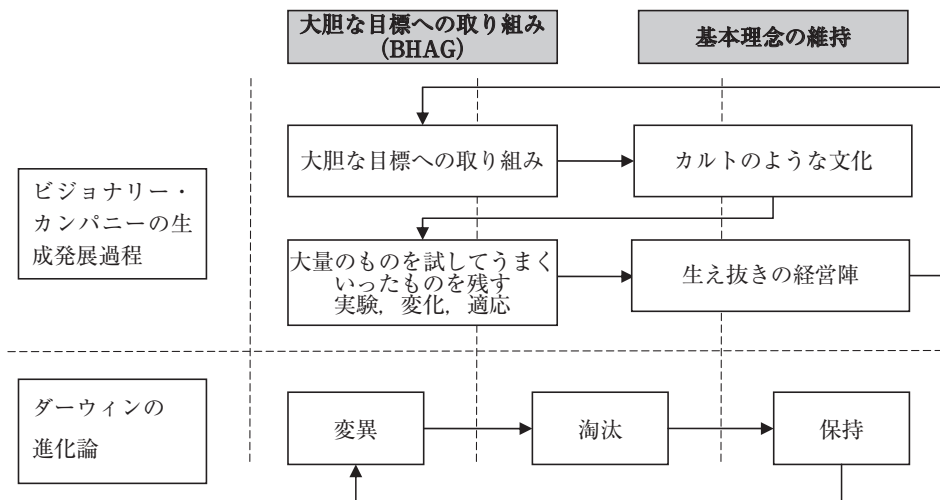 大胆な目標への取り組み
(BHAG)
基本理念の維持
大胆な目標への取り組み
カルトのような文化
ビジョナリー・
カンパニーの生
成発展過程
大量のものを試してうまく
いったものを残す
実験，変化，適応
生え抜きの経営陣
ダーウィンの
進化論
変異
淘汰
保持